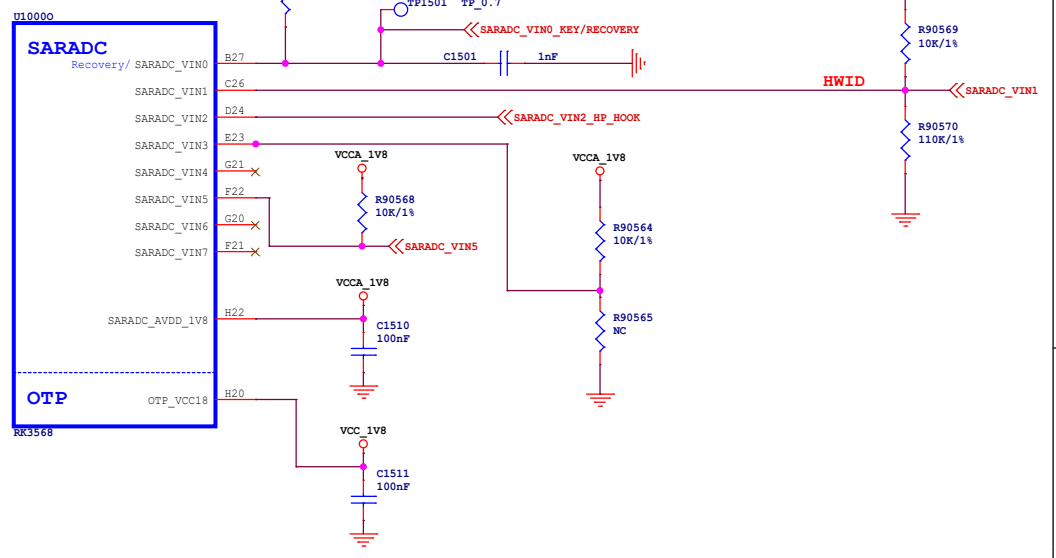 TP1501 TP_0.7
U1000O
SARADC
SARADC_VIN0_KEY/RECOVERY
R90569
10K/1%
Recovery/ SARADC_VIN0
B27
C1501
1nF
SARADC_VIN1
C26
HWID
SARADC_VIN1
SARADC_VIN2
D24
SARADC_VIN2_HP_HOOK
R90570
110K/1%
SARADC_VIN3
E23
VCCA_1V8
VCCA_1V8
SARADC_VIN4
G21
SARADC_VIN5
F22
R90568
10K/1%
SARADC_VIN6
G20
R90564
10K/1%
SARADC_VIN7
F21
SARADC_VIN5
VCCA_1V8
SARADC_AVDD_1V8
H22
C1510
100nF
R90565
NC
OTP
OTP_VCC18
H20
RK3568
VCC_1V8
C1511
100nF